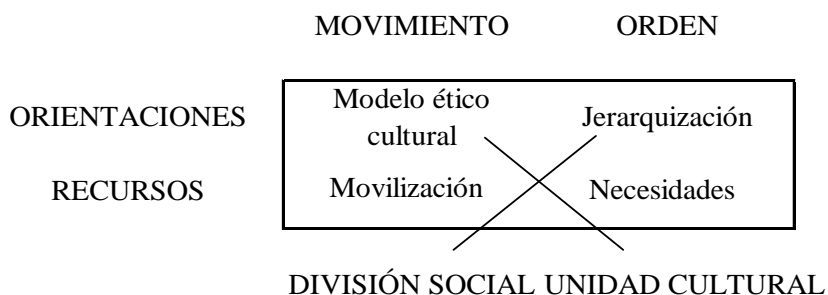 MOVIMIENTO ORDEN
ORIENTACIONES Modelo ético cultural Jerarquización
RECURSOS Movilización Necesidades
DIVISIÓN SOCIAL UNIDAD CULTURAL